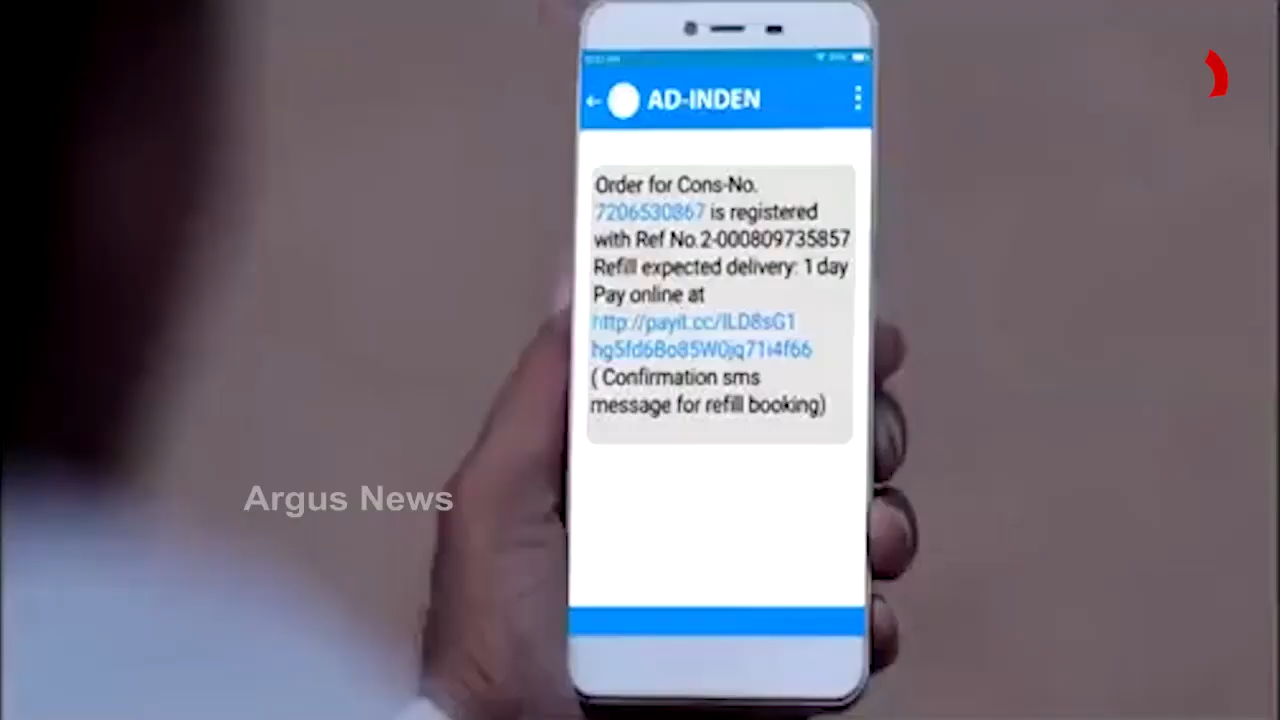 AD-INDEN
Order for Cons-No.
7206530867 is registered
with Ref No.2-000809735857
Refill expected delivery: 1 day
Pay online at
http://payit.cc/ILD8sG1
hg5fd6Bo85W0jq71i4f66
( Confirmation sms
message for refill booking)
Argus News